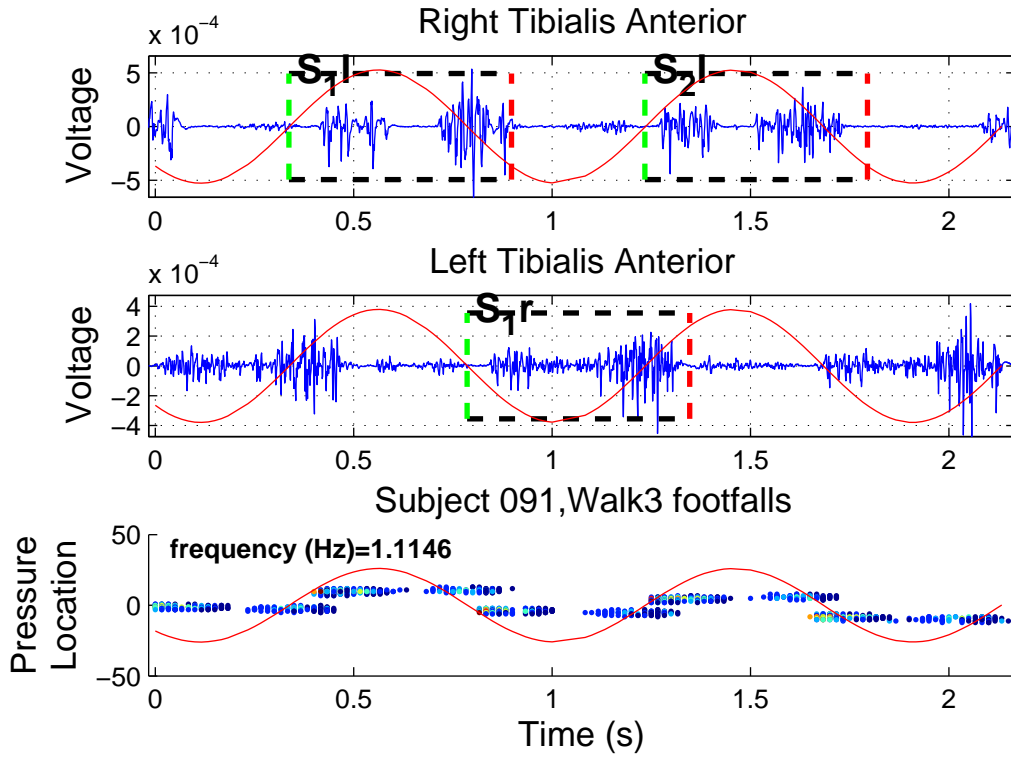 Right Tibialis Anterior
x 10⁻⁴
S₁l
S₂l
5
0
−5
Voltage
0
0.5
1
1.5
2
Left Tibialis Anterior
x 10⁻⁴
S₁r
4
2
0
−2
−4
Voltage
0
0.5
1
1.5
2
Subject 091,Walk3 footfalls
50
0
−50
frequency (Hz)=1.1146
Pressure
Location
0
0.5
1
1.5
2
Time (s)